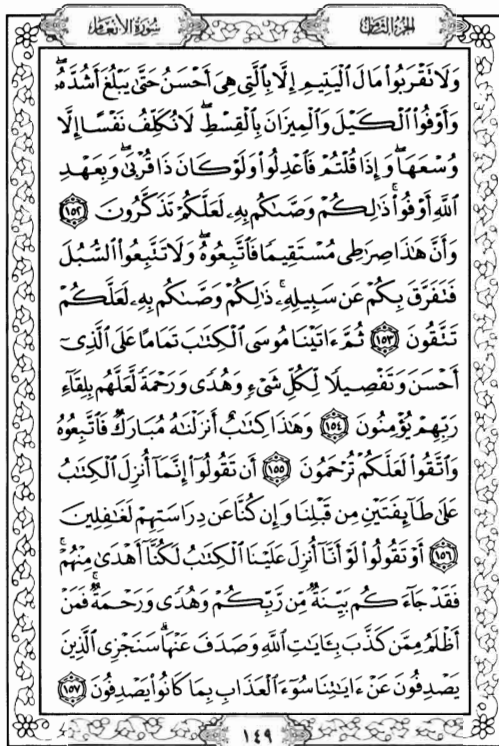 الجزء الثامن سورة الأنعام
وَلَا تَقْرَبُوا۟ مَالَ ٱلْيَتِيمِ إِلَّا بِٱلَّتِى هِىَ أَحْسَنُ حَتَّىٰ يَبْلُغَ أَشُدَّهُۥۖ
وَأَوْفُوا۟ ٱلْكَيْلَ وَٱلْمِيزَانَ بِٱلْقِسْطِۖ لَا نُكَلِّفُ نَفْسًا إِلَّا
وُسْعَهَاۖ وَإِذَا قُلْتُمْ فَٱعْدِلُوا۟ وَلَوْ كَانَ ذَا قُرْبَىٰۖ وَبِعَهْدِ
ٱللَّهِ أَوْفُوا۟ۚ ذَٰلِكُمْ وَصَّىٰكُم بِهِۦ لَعَلَّكُمْ تَذَكَّرُونَ ١٥٢
وَأَنَّ هَٰذَا صِرَٰطِى مُسْتَقِيمًا فَٱتَّبِعُوهُۖ وَلَا تَتَّبِعُوا۟ ٱلسُّبُلَ
فَتَفَرَّقَ بِكُمْ عَن سَبِيلِهِۦۚ ذَٰلِكُمْ وَصَّىٰكُم بِهِۦ لَعَلَّكُمْ
تَتَّقُونَ ١٥٣ ثُمَّ ءَاتَيْنَا مُوسَى ٱلْكِتَٰبَ تَمَامًا عَلَى ٱلَّذِىٓ
أَحْسَنَ وَتَفْصِيلًا لِّكُلِّ شَىْءٍ وَهُدًى وَرَحْمَةً لَّعَلَّهُم بِلِقَآءِ
رَبِّهِمْ يُؤْمِنُونَ ١٥٤ وَهَٰذَا كِتَٰبٌ أَنزَلْنَٰهُ مُبَارَكٌ فَٱتَّبِعُوهُ
وَٱتَّقُوا۟ لَعَلَّكُمْ تُرْحَمُونَ ١٥٥ أَن تَقُولُوٓا۟ إِنَّمَآ أُنزِلَ ٱلْكِتَٰبُ
عَلَىٰ طَآئِفَتَيْنِ مِن قَبْلِنَا وَإِن كُنَّا عَن دِرَاسَتِهِمْ لَغَٰفِلِينَ
١٥٦ أَوْ تَقُولُوا۟ لَوْ أَنَّآ أُنزِلَ عَلَيْنَا ٱلْكِتَٰبُ لَكُنَّآ أَهْدَىٰ مِنْهُمْۚ
فَقَدْ جَآءَكُم بَيِّنَةٌ مِّن رَّبِّكُمْ وَهُدًى وَرَحْمَةٌۚ فَمَنْ
أَظْلَمُ مِمَّن كَذَّبَ بِـَٔايَٰتِ ٱللَّهِ وَصَدَفَ عَنْهَاۗ سَنَجْزِى ٱلَّذِينَ
يَصْدِفُونَ عَنْ ءَايَٰتِنَا سُوٓءَ ٱلْعَذَابِ بِمَا كَانُوا۟ يَصْدِفُونَ ١٥٧
١٤٩